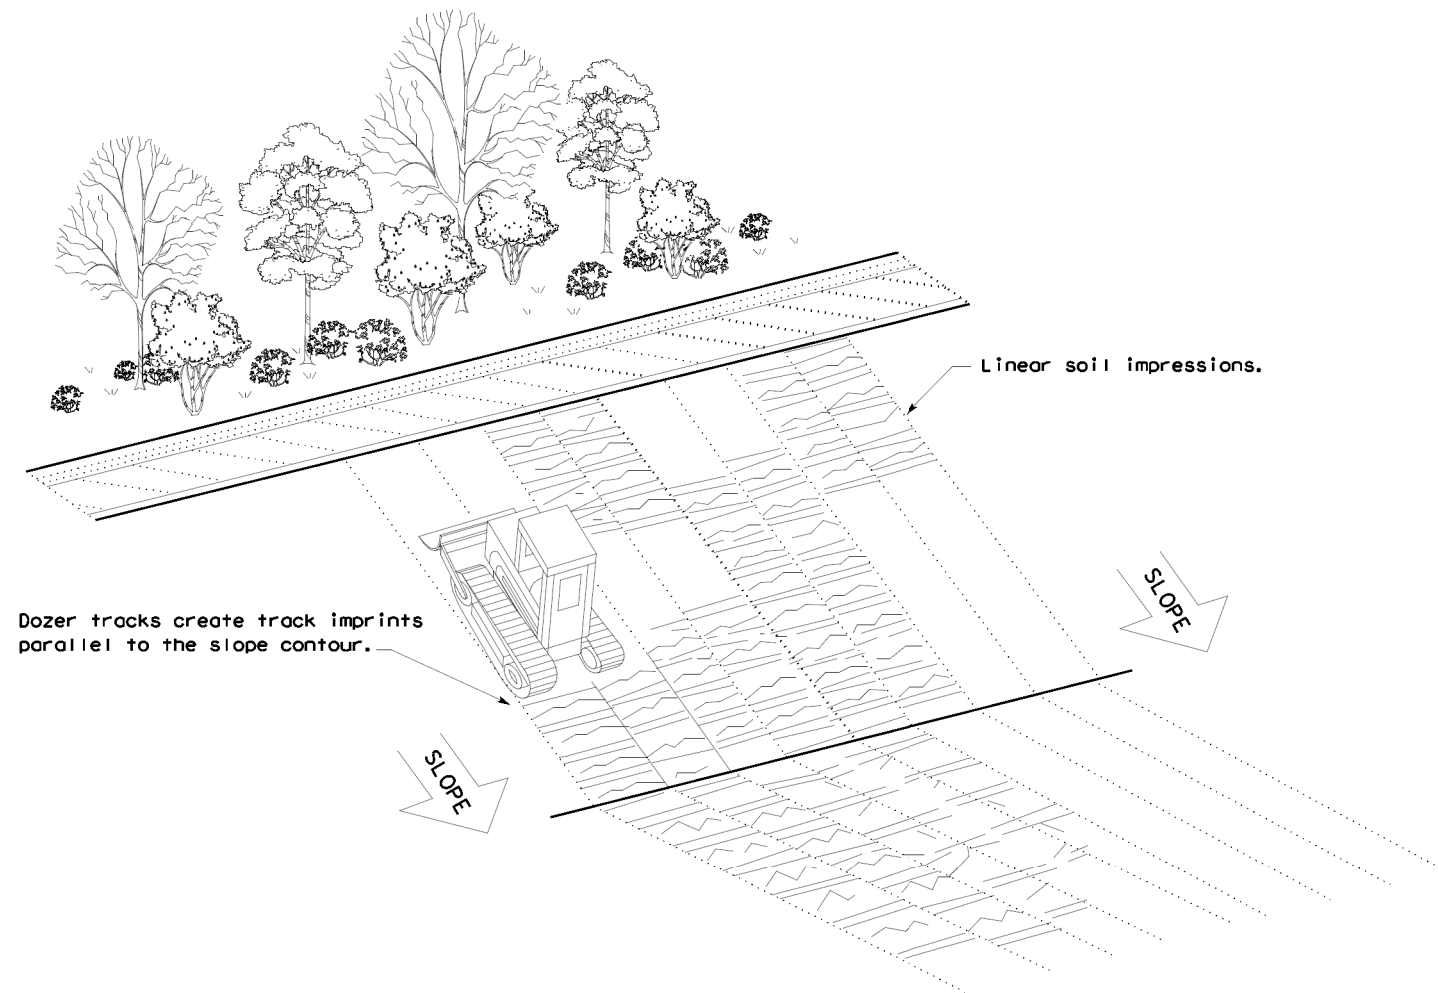 Linear soil impressions.
SLOPE
Dozer tracks create track imprints
parallel to the slope contour.
SLOPE